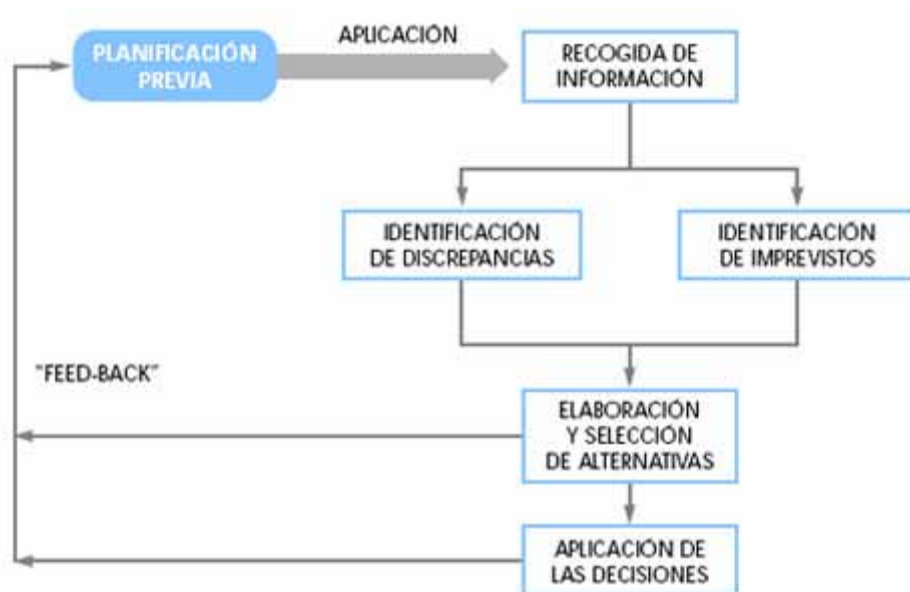 PLANIFICACIÓN
PREVIA
APLICACIÓN
RECOGIDA DE
INFORMACIÓN
IDENTIFICACIÓN
DE DISCREPANCIAS
IDENTIFICACIÓN
DE IMPREVISTOS
"FEED-BACK"
ELABORACIÓN
Y SELECCIÓN
DE ALTERNATIVAS
APLICACIÓN DE
LAS DECISIONES